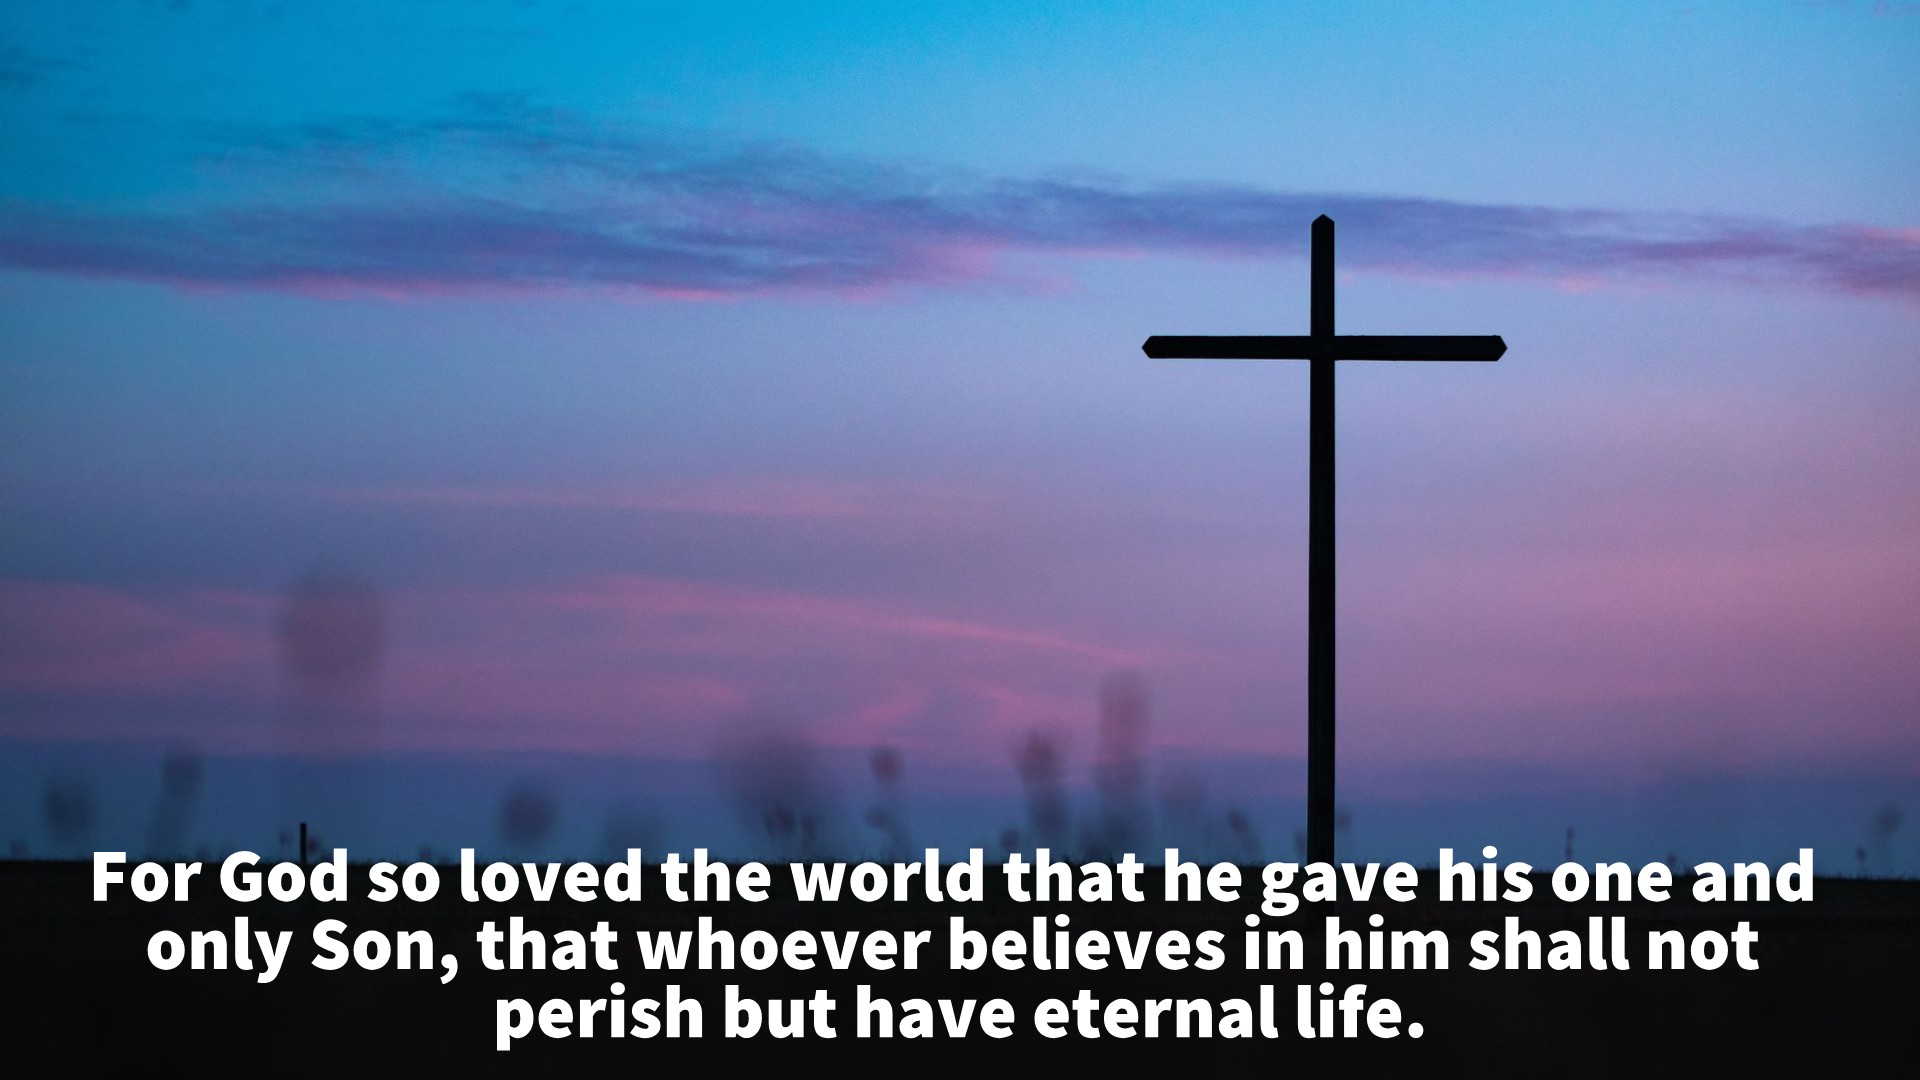 For God so loved the world that he gave his one and
only Son, that whoever believes in him shall not
perish but have eternal life.